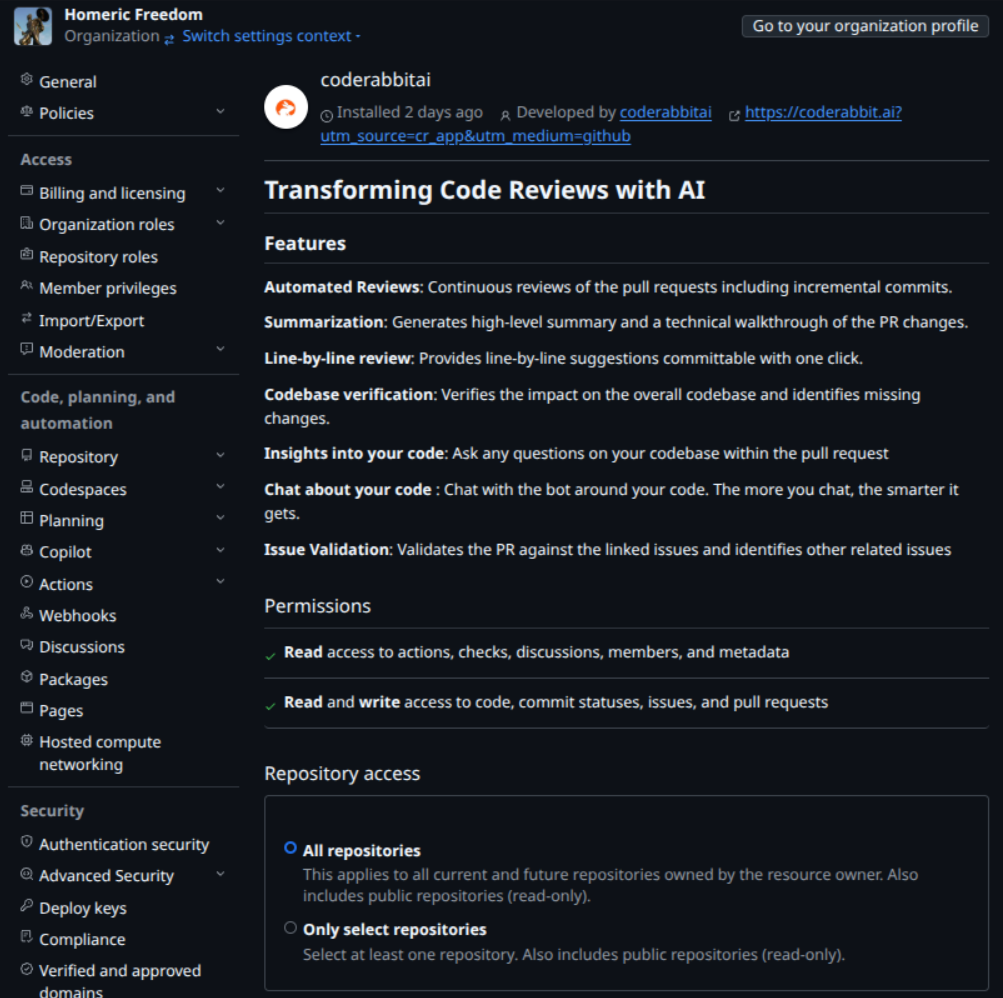 Homeric Freedom
Organization Switch settings context
Go to your organization profile
General
Policies
Access
Billing and licensing
Organization roles
Repository roles
Member privileges
Import/Export
Moderation
Code, planning, and
automation
Repository
Codespaces
Planning
Copilot
Actions
Webhooks
Discussions
Packages
Pages
Hosted compute
networking
Security
Authentication security
Advanced Security
Deploy keys
Compliance
Verified and approved
domains
coderabbitai
Installed 2 days ago Developed by coderabbitai https://coderabbit.ai?
utm_source=cr_app&utm_medium=github
Transforming Code Reviews with AI
Features
Automated Reviews: Continuous reviews of the pull requests including incremental commits.
Summarization: Generates high-level summary and a technical walkthrough of the PR changes.
Line-by-line review: Provides line-by-line suggestions committable with one click.
Codebase verification: Verifies the impact on the overall codebase and identifies missing
changes.
Insights into your code: Ask any questions on your codebase within the pull request
Chat about your code : Chat with the bot around your code. The more you chat, the smarter it
gets.
Issue Validation: Validates the PR against the linked issues and identifies other related issues
Permissions
Read access to actions, checks, discussions, members, and metadata
Read and write access to code, commit statuses, issues, and pull requests
Repository access
All repositories
This applies to all current and future repositories owned by the resource owner. Also
includes public repositories (read-only).
Only select repositories
Select at least one repository. Also includes public repositories (read-only).